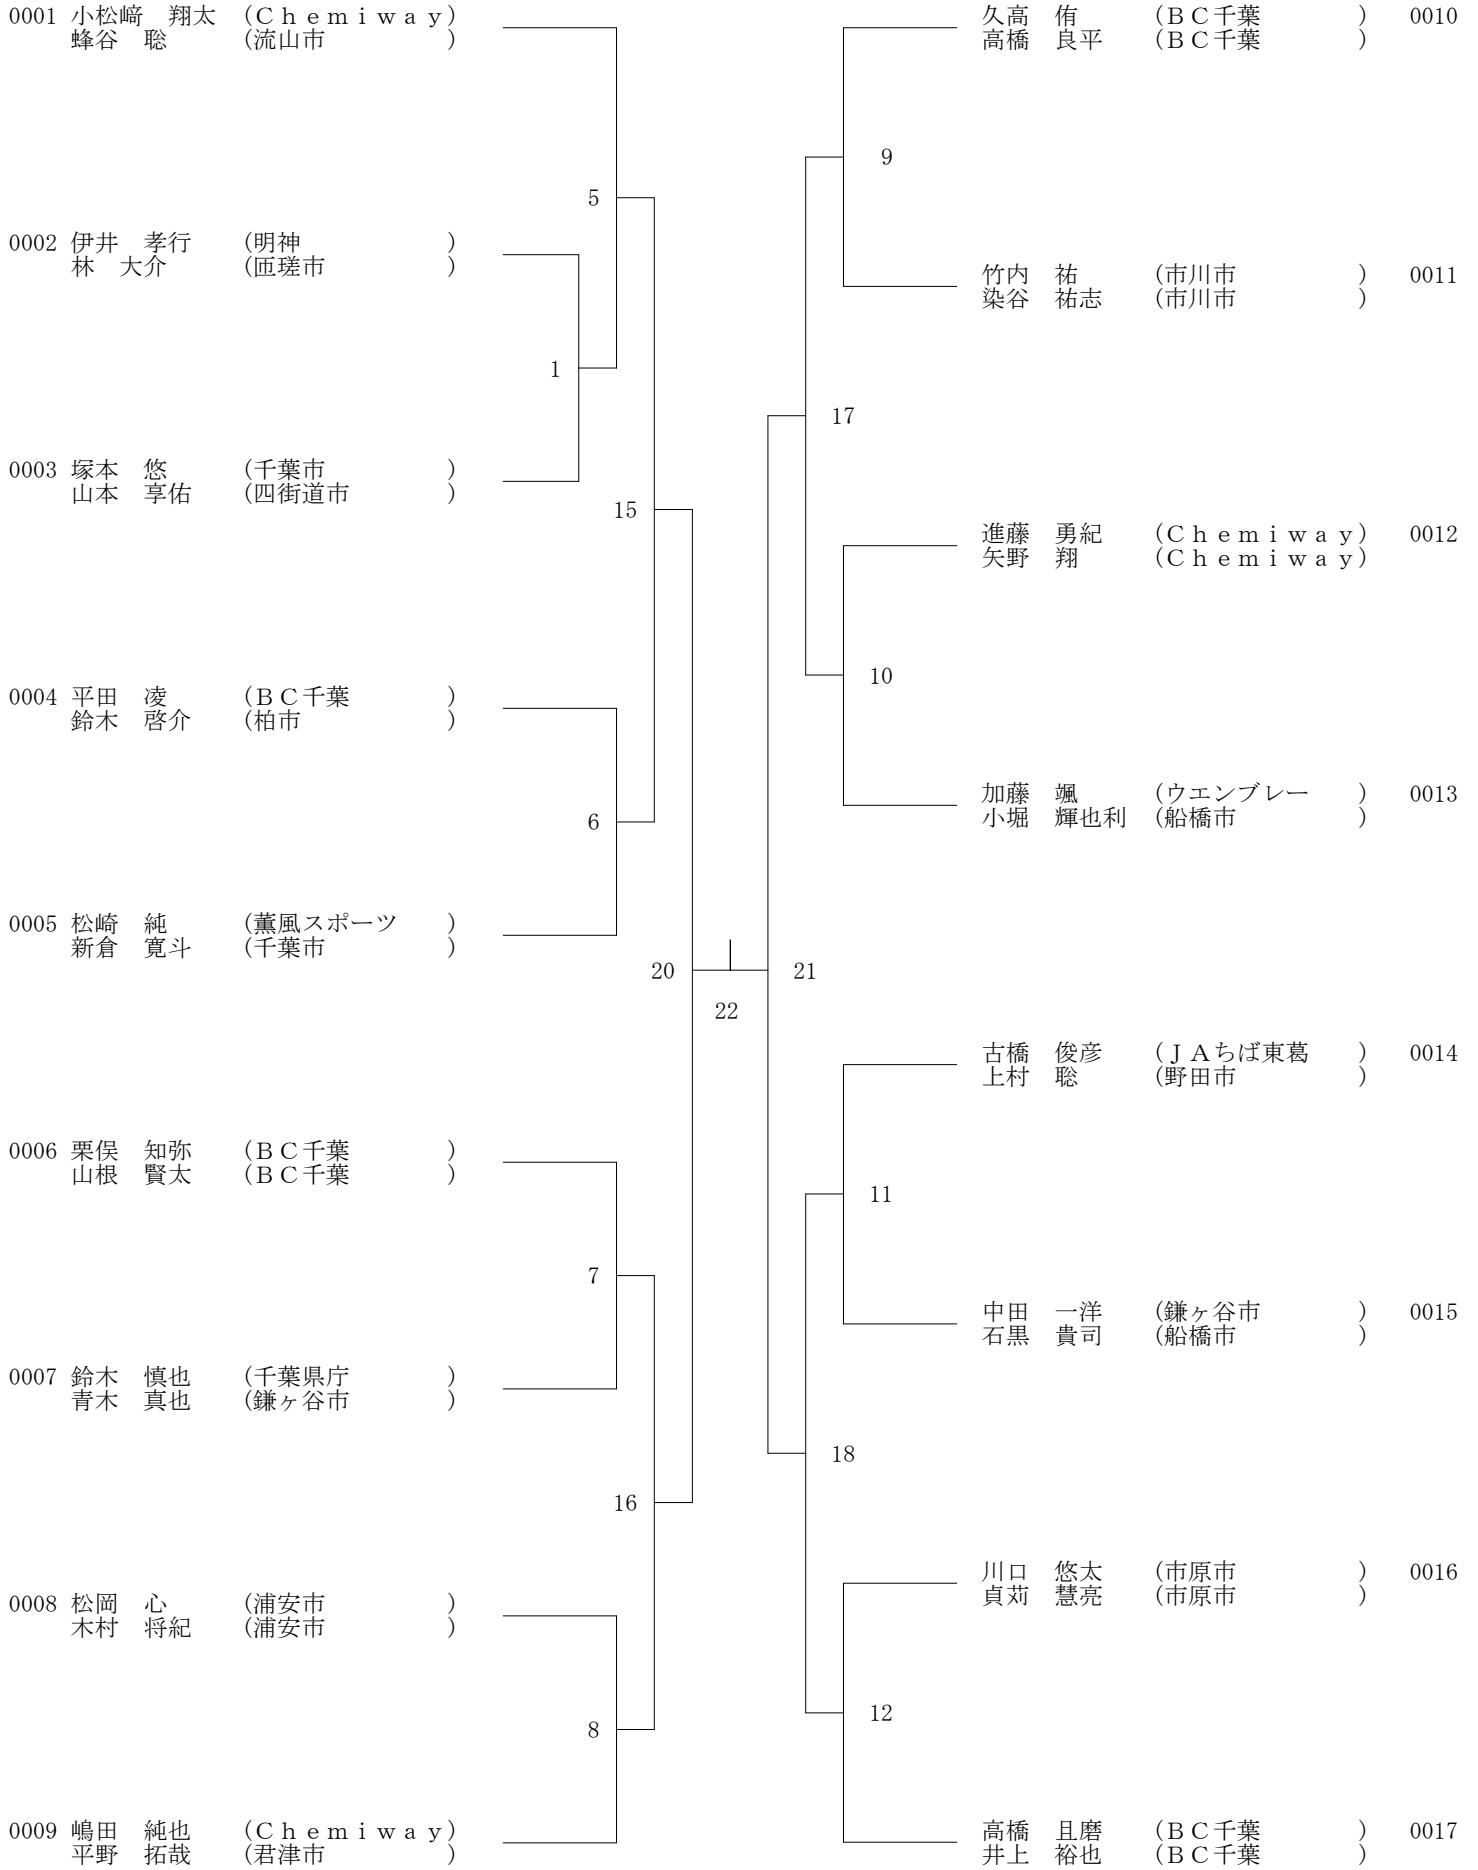 0001 小松﨑　翔太 (Ｃｈｅｍｉｗａｙ)
蜂谷　聡 (流山市)
5
0002 伊井　孝行 (明神)
林　大介 (匝瑳市)
1
0003 塚本　悠 (千葉市)
山本　享佑 (四街道市)
15
0004 平田　凌 (ＢＣ千葉)
鈴木　啓介 (柏市)
6
0005 松崎　純 (薫風スポーツ)
新倉　寛斗 (千葉市)
20
22
0006 栗俣　知弥 (ＢＣ千葉)
山根　賢太 (ＢＣ千葉)
7
0007 鈴木　慎也 (千葉県庁)
青木　真也 (鎌ヶ谷市)
16
0008 松岡　心 (浦安市)
木村　将紀 (浦安市)
8
0009 嶋田　純也 (Ｃｈｅｍｉｗａｙ)
平野　拓哉 (君津市)
久高　侑 (ＢＣ千葉) 0010
高橋　良平 (ＢＣ千葉)
9
竹内　祐 (市川市) 0011
染谷　祐志 (市川市)
17
進藤　勇紀 (Ｃｈｅｍｉｗａｙ) 0012
矢野　翔 (Ｃｈｅｍｉｗａｙ)
10
加藤　颯 (ウエンブレー) 0013
小堀　輝也利 (船橋市)
21
古橋　俊彦 (ＪＡちば東葛) 0014
上村　聡 (野田市)
11
中田　一洋 (鎌ヶ谷市) 0015
石黒　貴司 (船橋市)
18
川口　悠太 (市原市) 0016
貞苅　慧亮 (市原市)
12
高橋　且磨 (ＢＣ千葉) 0017
井上　裕也 (ＢＣ千葉)